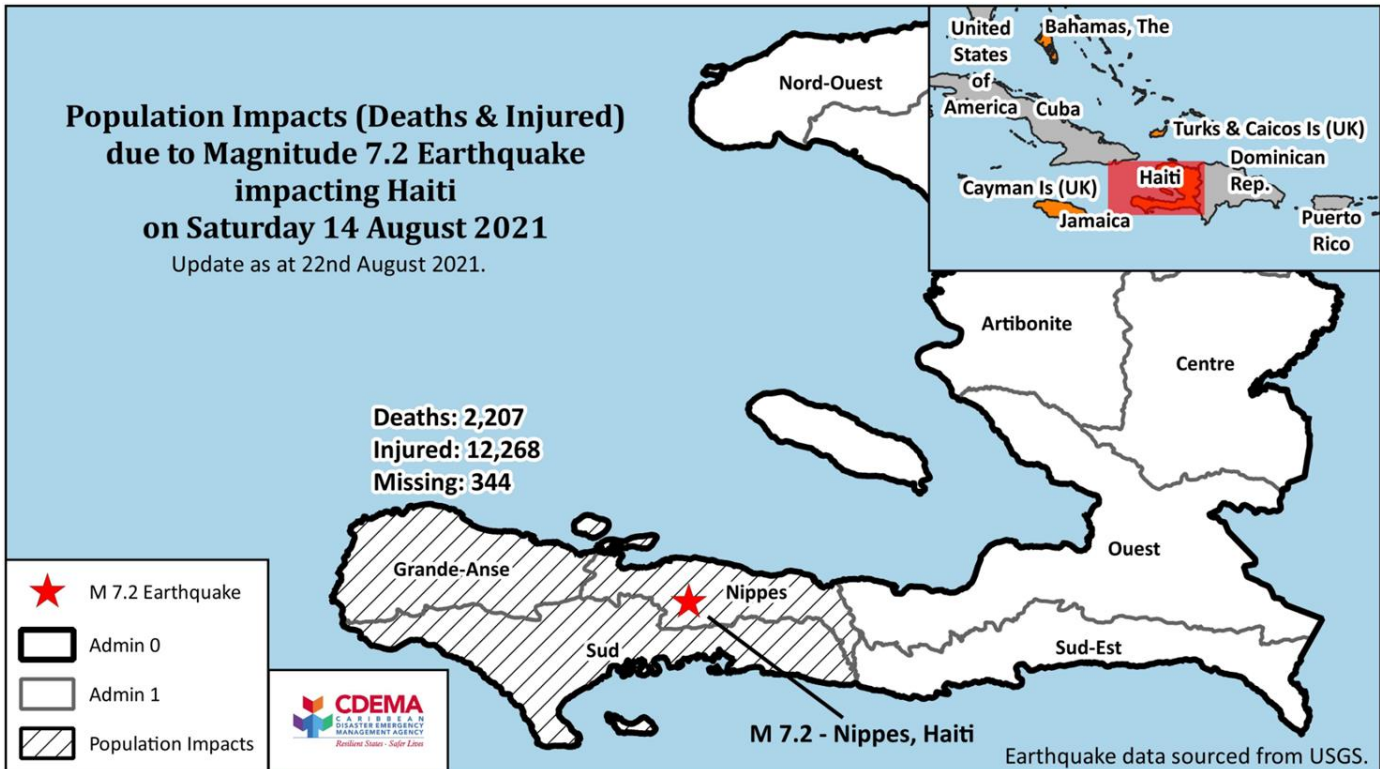 Population Impacts (Deaths & Injured)
due to Magnitude 7.2 Earthquake
impacting Haiti
on Saturday 14 August 2021
Update as at 22nd August 2021.
Nord-Ouest
United
States
of
America
Bahamas, The
Cuba
Turks & Caicos Is (UK)
Dominican
Rep.
Haiti
Cayman Is (UK)
Jamaica
Puerto
Rico
Artibonite
Centre
Deaths: 2,207
Injured: 12,268
Missing: 344
Ouest
Grande-Anse
Nippes
Sud
Sud-Est
M 7.2 - Nippes, Haiti
M 7.2 Earthquake
Admin 0
Admin 1
Population Impacts
CDEMA
CARIBBEAN
DISASTER EMERGENCY
MANAGEMENT AGENCY
Resilient States - Safer Lives
Earthquake data sourced from USGS.